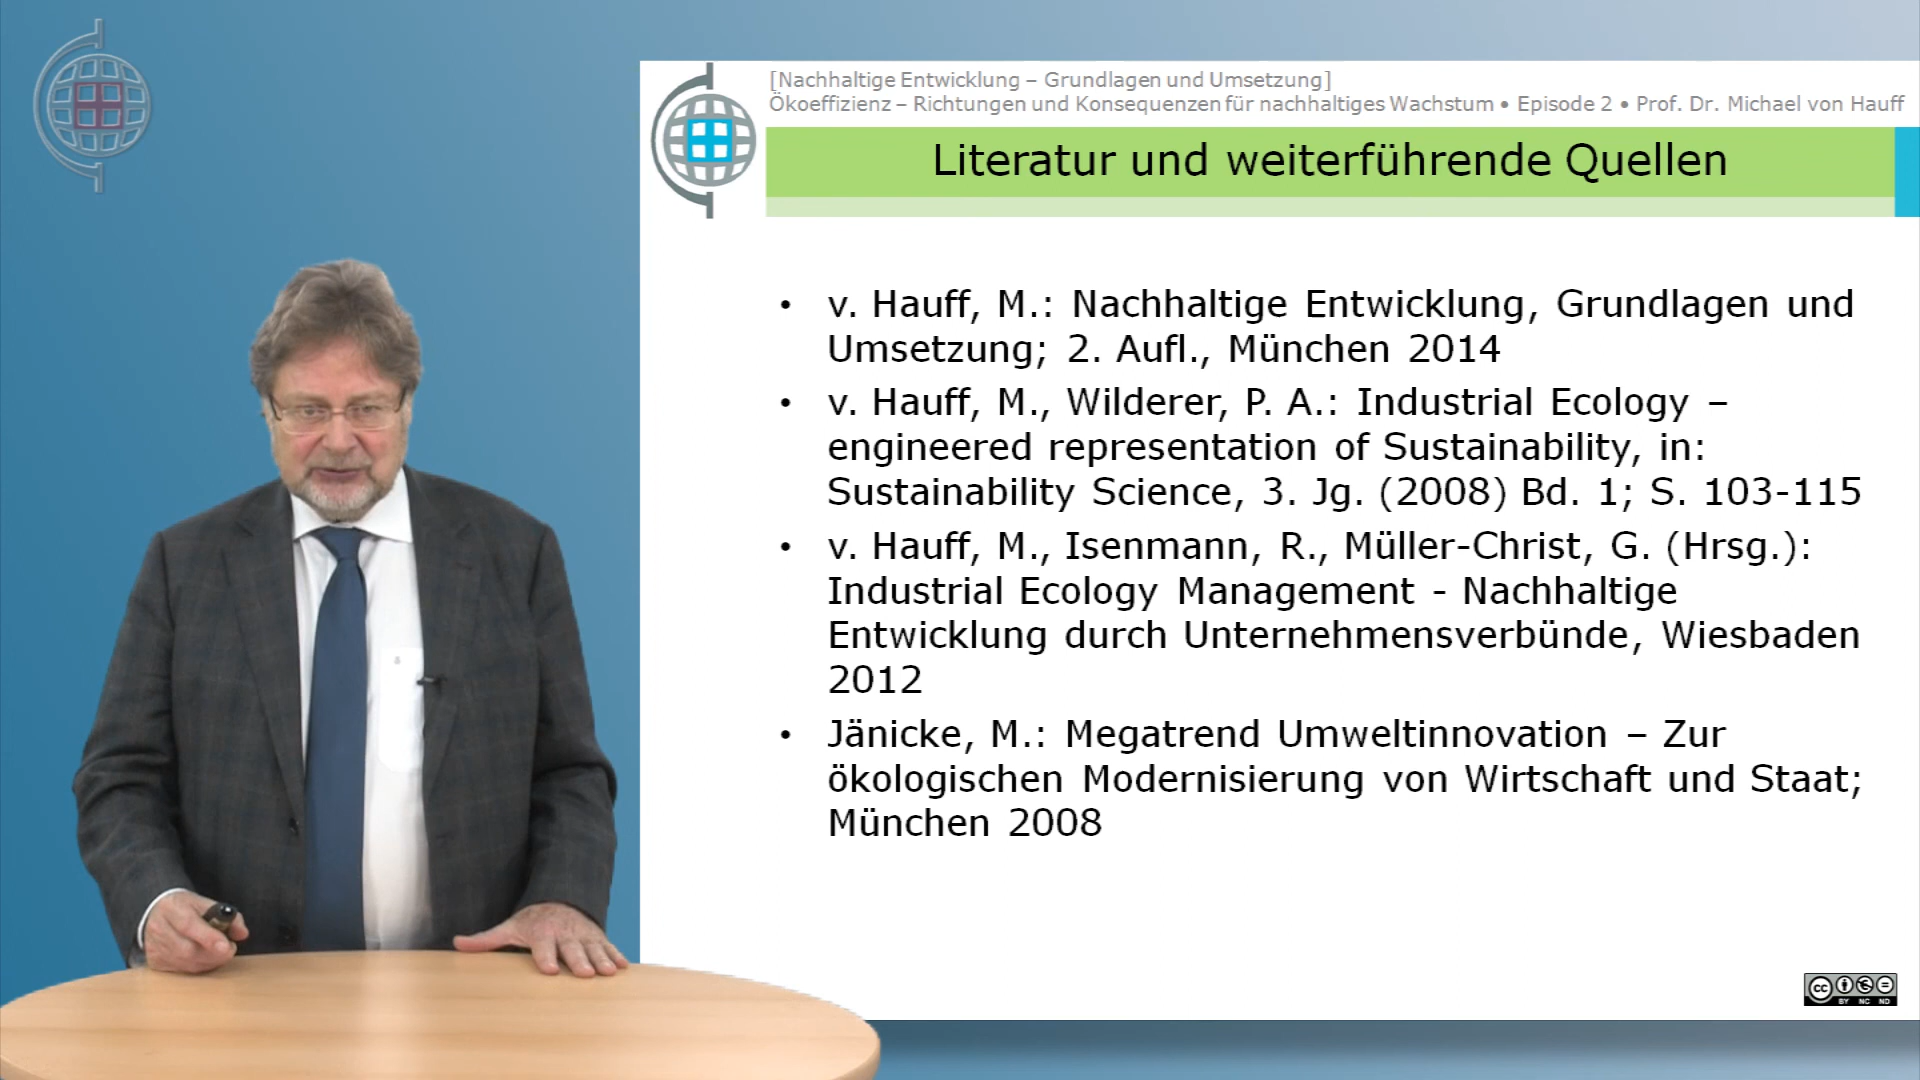 [Nachhaltige Entwicklung – Grundlagen und Umsetzung]
Ökoeffizienz – Richtungen und Konsequenzen für nachhaltiges Wachstum • Episode 2 • Prof. Dr. Michael von Hauff
Literatur und weiterführende Quellen
• v. Hauff, M.: Nachhaltige Entwicklung, Grundlagen und
Umsetzung; 2. Aufl., München 2014
• v. Hauff, M., Wilderer, P. A.: Industrial Ecology –
engineered representation of Sustainability, in:
Sustainability Science, 3. Jg. (2008) Bd. 1; S. 103-115
• v. Hauff, M., Isenmann, R., Müller-Christ, G. (Hrsg.):
Industrial Ecology Management - Nachhaltige
Entwicklung durch Unternehmensverbünde, Wiesbaden
2012
• Jänicke, M.: Megatrend Umweltinnovation – Zur
ökologischen Modernisierung von Wirtschaft und Staat;
München 2008
cc
BY NC ND